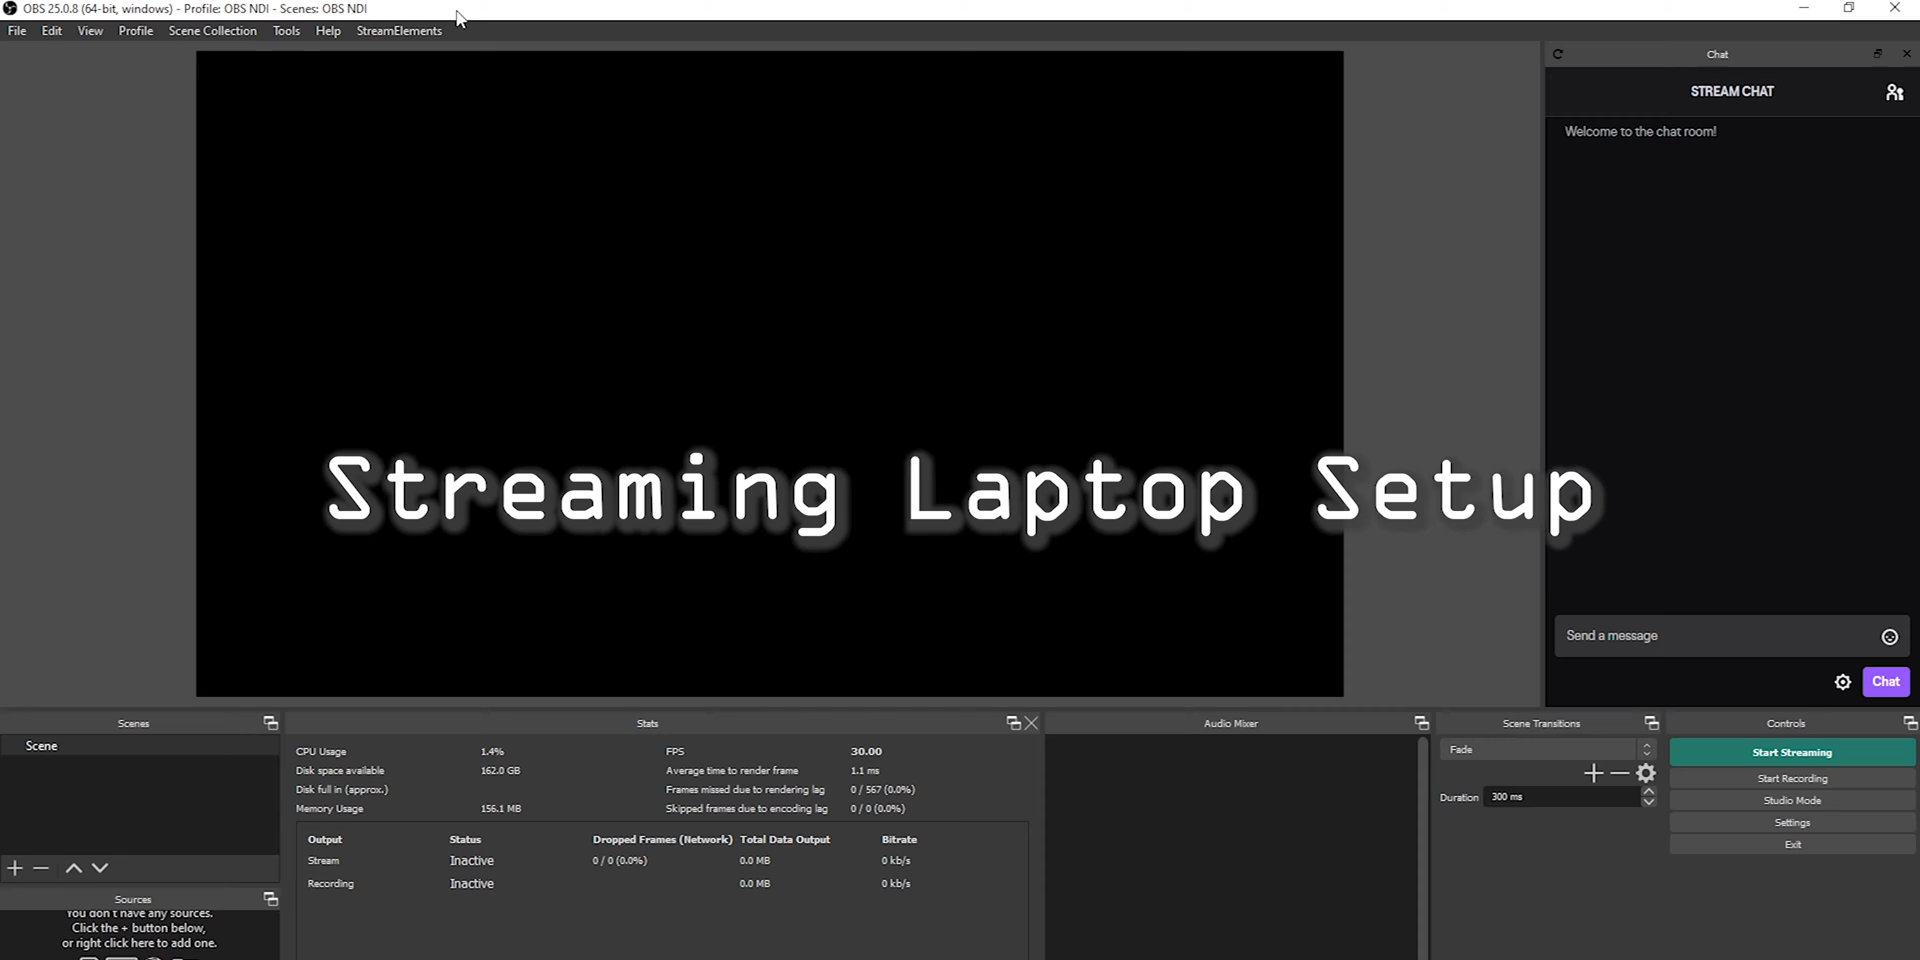 OBS 25.0.8 (64-bit, windows) - Profile: OBS NDI - Scenes: OBS NDI
File Edit View Profile Scene Collection Tools Help StreamElements
Chat
STREAM CHAT
Welcome to the chat room!
Streaming Laptop Setup
Send a message
Chat
Scenes
Scene
Sources
You don't have any sources.
Click the + button below,
or right click here to add one.
Stats
CPU Usage 1.4% FPS 30.00
Disk space available 162.0 GB Average time to render frame 1.1 ms
Disk full in (approx.) Frames missed due to rendering lag 0 / 567 (0.0%)
Memory Usage 156.1 MB Skipped frames due to encoding lag 0 / 0 (0.0%)
Output Status Dropped Frames (Network) Total Data Output Bitrate
Stream Inactive 0 / 0 (0.0%) 0.0 MB 0 kb/s
Recording Inactive 0.0 MB 0 kb/s
Audio Mixer
Scene Transitions
Fade
Duration 300 ms
Controls
Start Streaming
Start Recording
Studio Mode
Settings
Exit